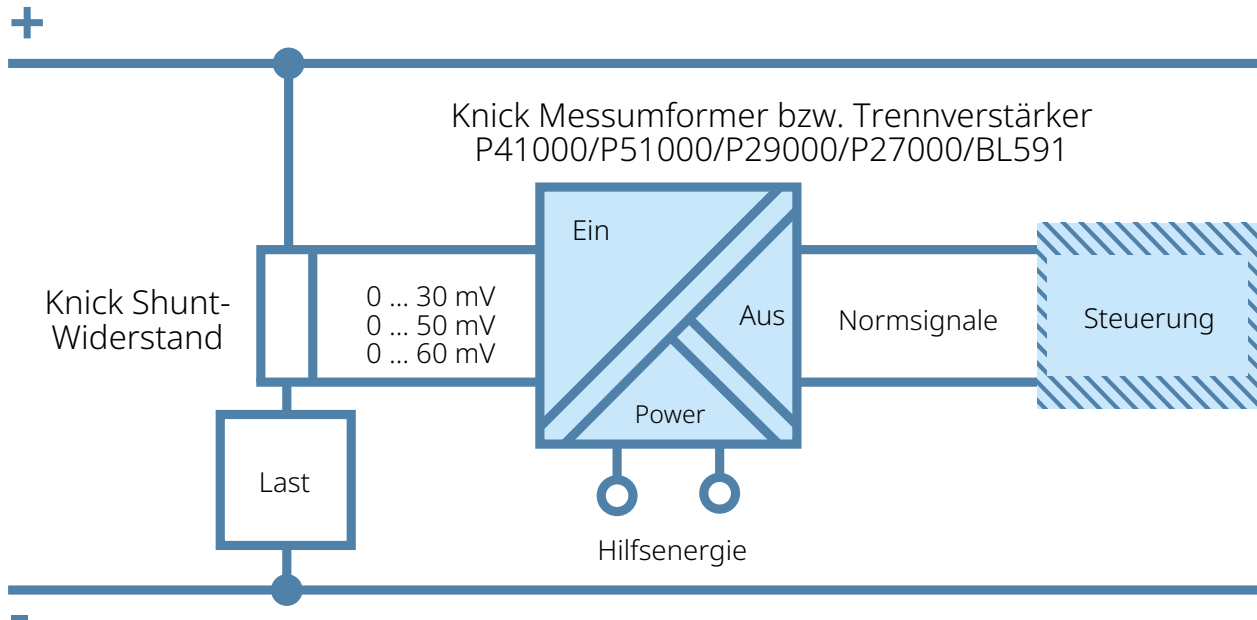 +
Knick Messumformer bzw. Trennverstärker
P41000/P51000/P29000/P27000/BL591
Ein
Knick Shunt-
Widerstand
0 ... 30 mV
0 ... 50 mV
0 ... 60 mV
Aus
Normsignale
Steuerung
Power
Last
Hilfsenergie
-